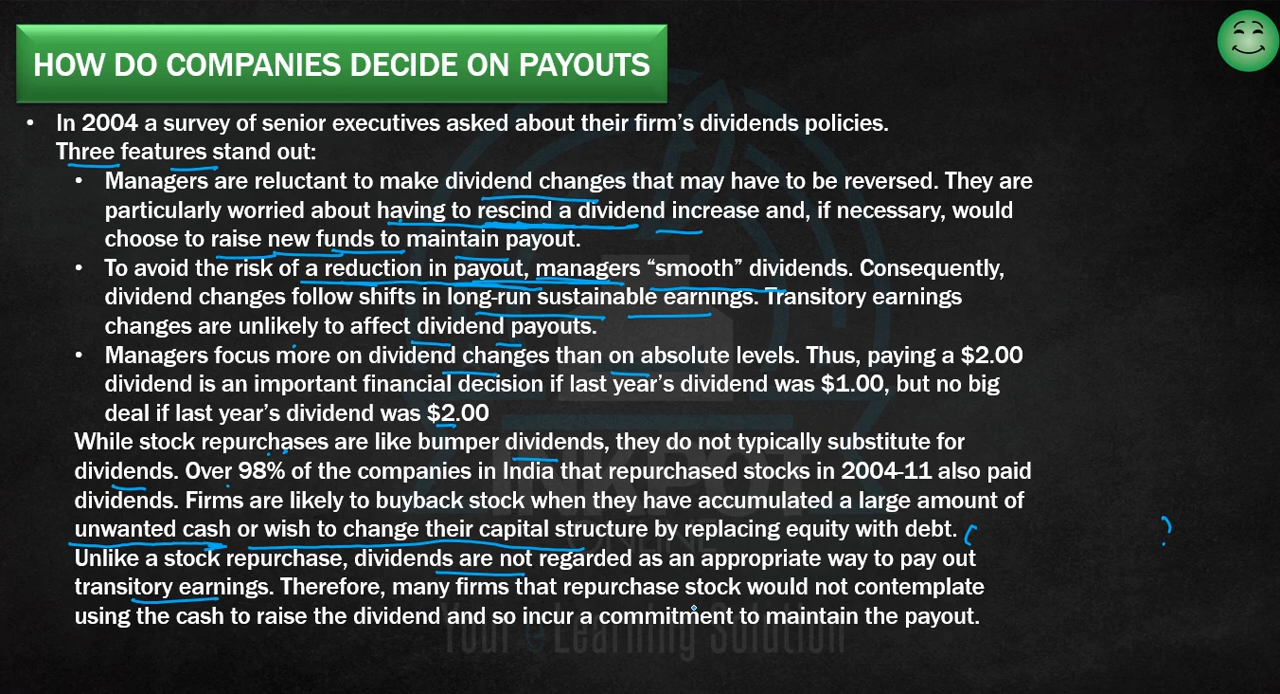 HOW DO COMPANIES DECIDE ON PAYOUTS
• In 2004 a survey of senior executives asked about their firm's dividends policies.
Three features stand out:
• Managers are reluctant to make dividend changes that may have to be reversed. They are
particularly worried about having to rescind a dividend increase and, if necessary, would
choose to raise new funds to maintain payout.
• To avoid the risk of a reduction in payout, managers “smooth” dividends. Consequently,
dividend changes follow shifts in long-run sustainable earnings. Transitory earnings
changes are unlikely to affect dividend payouts.
• Managers focus more on dividend changes than on absolute levels. Thus, paying a $2.00
dividend is an important financial decision if last year's dividend was $1.00, but no big
deal if last year's dividend was $2.00
While stock repurchases are like bumper dividends, they do not typically substitute for
dividends. Over 98% of the companies in India that repurchased stocks in 2004-11 also paid
dividends. Firms are likely to buyback stock when they have accumulated a large amount of
unwanted cash or wish to change their capital structure by replacing equity with debt.
Unlike a stock repurchase, dividends are not regarded as an appropriate way to pay out
transitory earnings. Therefore, many firms that repurchase stock would not contemplate
using the cash to raise the dividend and so incur a commitment to maintain the payout.
Your eLearning Solution